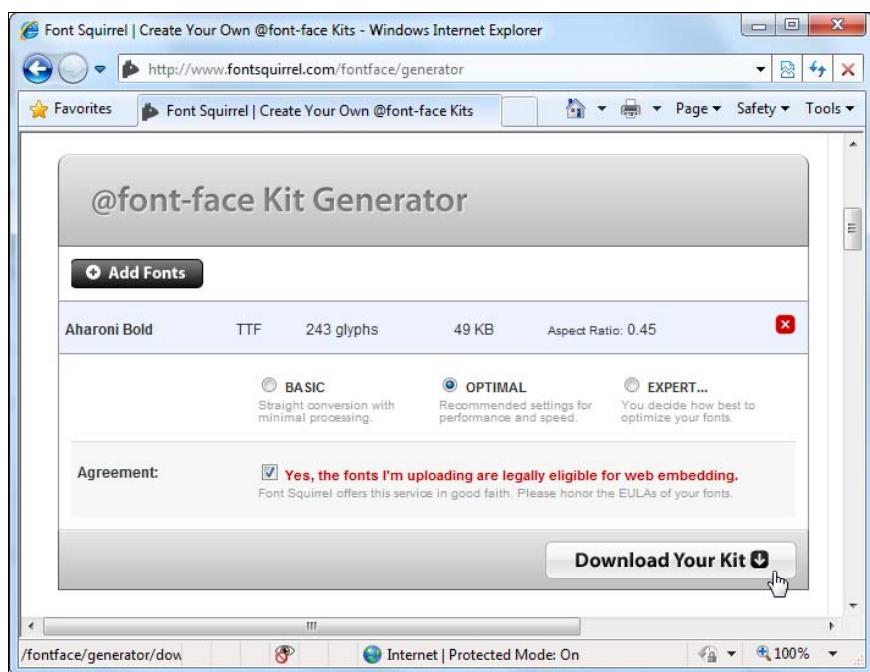 Font Squirrel | Create Your Own @font-face Kits - Windows Internet Explorer
http://www.fontsquirrel.com/fontface/generator
Favorites Font Squirrel | Create Your Own @font-face Kits Page Safety Tools
@font-face Kit Generator
Add Fonts
Aharoni Bold TTF 243 glyphs 49 KB Aspect Ratio: 0.45
BASIC OPTIMAL EXPERT...
Straight conversion with Recommended settings for You decide how best to
minimal processing. performance and speed. optimize your fonts.
Agreement: Yes, the fonts I'm uploading are legally eligible for web embedding.
Font Squirrel offers this service in good faith. Please honor the EULAs of your fonts.
Download Your Kit
/fontface/generator/dow Internet | Protected Mode: On 100%